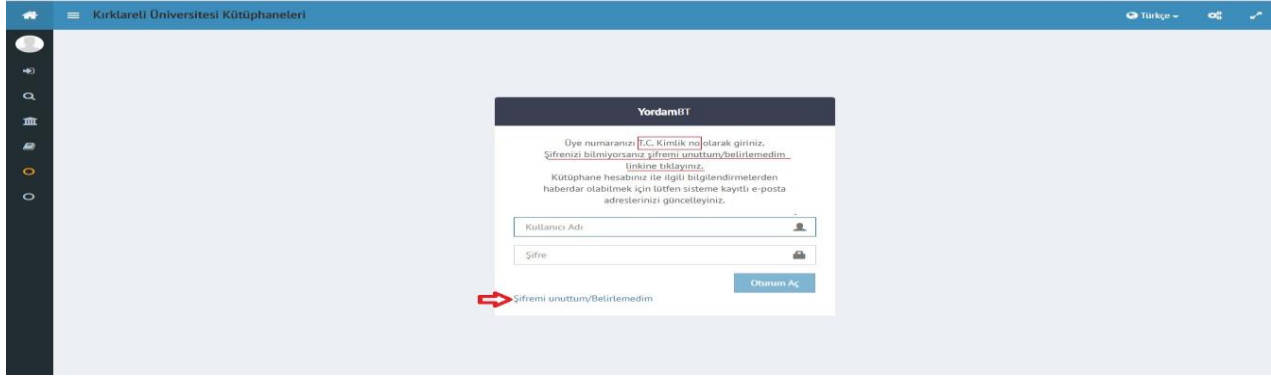 Kırklareli Üniversitesi Kütüphaneleri
Türkçe
YordamBT
Üye numaranızı T.C. Kimlik no olarak giriniz.
Şifrenizi bilmiyorsanız şifremi unuttum/belirlemedim
linkine tıklayınız.
Kütüphane hesabınız ile ilgili bilgilendirmelerden
haberdar olabilmek için lütfen sisteme kayıtlı e-posta
adreslerinizi güncelleyiniz.
Kullanıcı Adı
Şifre
Oturum Aç
Şifremi unuttum/Belirlemedim